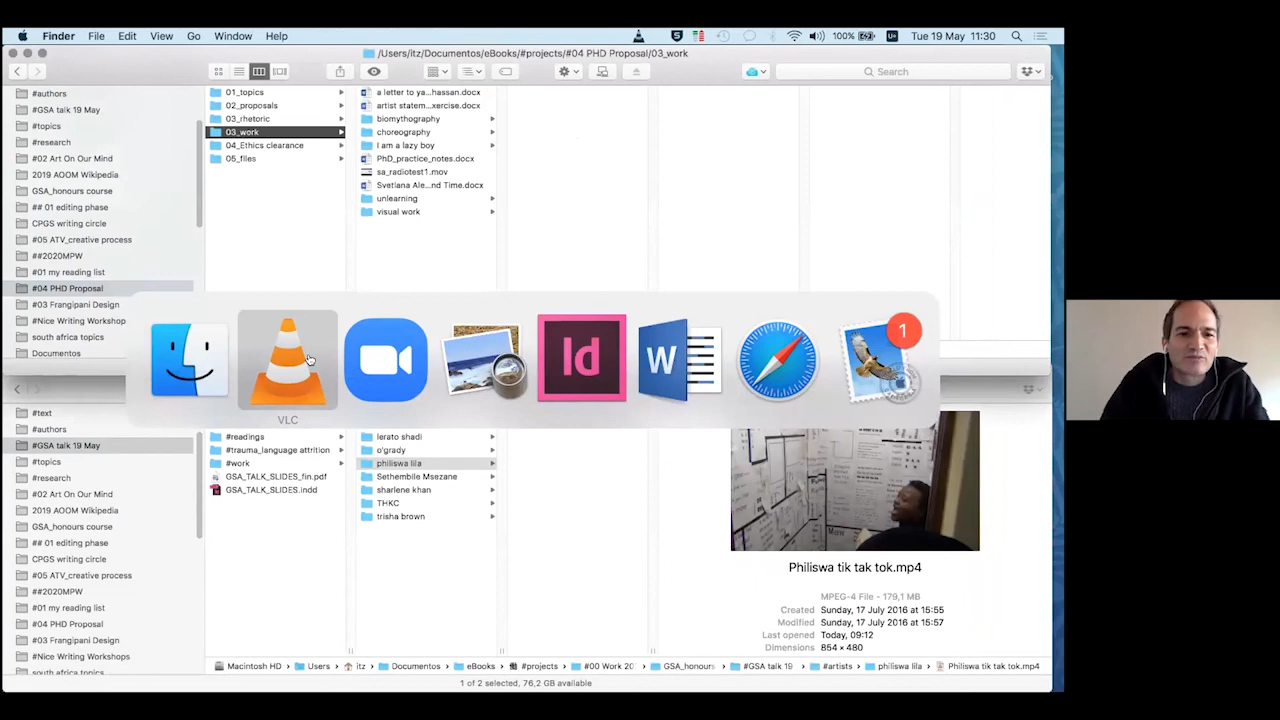 Finder File Edit View Go Window Help 100% Tue 19 May 11:30
/Users/itz/Documentos/eBooks/#projects/#04 PHD Proposal/03_work
Search
#authors
#GSA talk 19 May
#topics
#research
#02 Art On Our Mind
2019 AOOM Wikipedia
GSA_honours course
## 01 editing phase
CPGS writing circle
#05 ATV_creative process
##2020MPW
#01 my reading list
#04 PHD Proposal
#03 Frangipani Design
#Nice Writing Workshop
south africa topics
Documentos
01_topics
02_proposals
03_rhetoric
03_work
04_Ethics clearance
05_files
a letter to ya...hassan.docx
artist statem...xercise.docx
biomythography
choreography
I am a lazy boy
PhD_practice_notes.docx
sa_radiotest1.mov
Svetlana Ale...nd Time.docx
unlearning
visual work
Id
W
1
VLC
#text
#authors
#GSA talk 19 May
#topics
#research
#02 Art On Our Mind
2019 AOOM Wikipedia
GSA_honours course
## 01 editing phase
CPGS writing circle
#05 ATV_creative process
##2020MPW
#01 my reading list
#04 PHD Proposal
#03 Frangipani Design
#Nice Writing Workshops
south africa topics
#readings
#trauma_language attrition
#work
GSA_TALK_SLIDES_fin.pdf
GSA_TALK_SLIDES.indd
lerato shadi
o'grady
philiswa lila
Sethembile Msezane
sharlene khan
THKC
trisha brown
Philiswa tik tak tok.mp4
MPEG-4 File - 179,1 MB
Created Sunday, 17 July 2016 at 15:55
Modified Sunday, 17 July 2016 at 15:57
Last opened Today, 09:12
Dimensions 854 × 480
Macintosh HD › Users › itz › Documentos › eBooks › #projects › #00 Work 20 › GSA_honours › #GSA talk 19 › #artists › philiswa lila › Philiswa tik tak tok.mp4
1 of 2 selected, 76,2 GB available